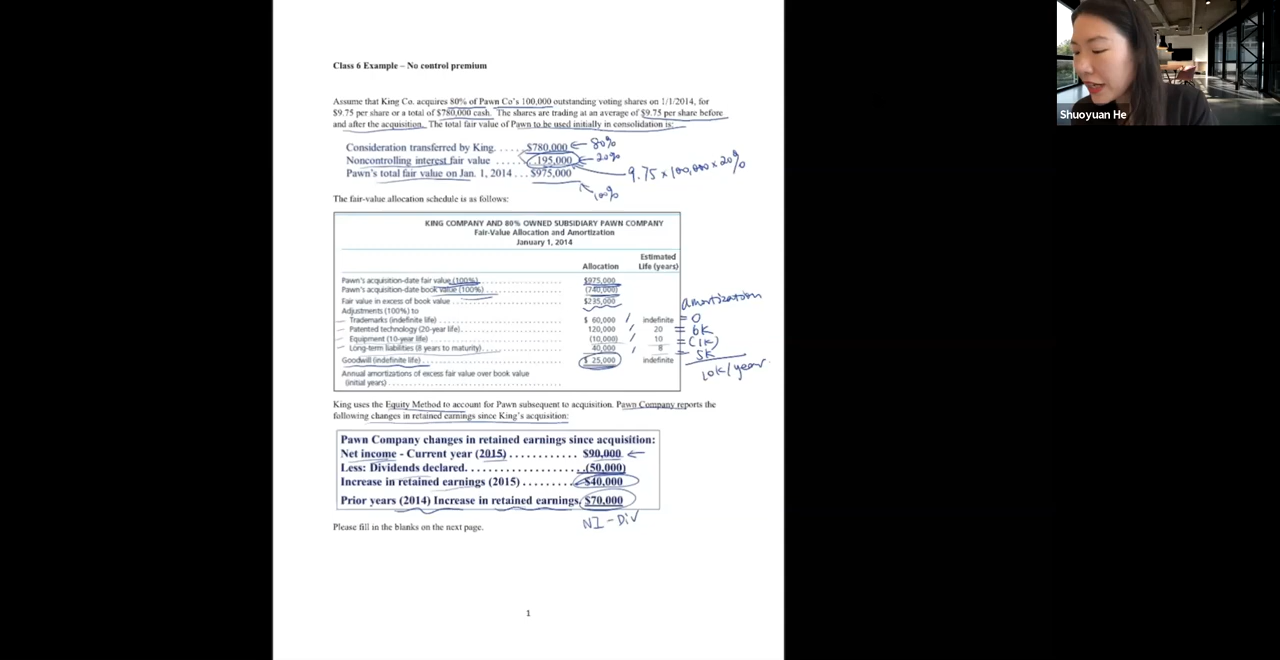 Class 6 Example – No control premium
Assume that King Co. acquires 80% of Pawn Co's 100,000 outstanding voting shares on 1/1/2014, for
$9.75 per share or a total of $780,000 cash. The shares are trading at an average of $9.75 per share before
and after the acquisition. The total fair value of Pawn to be used initially in consolidation is:
Consideration transferred by King. . . . . $780,000 ← 80%
Noncontrolling interest fair value . . . . . . 195,000 ← 20%
9.75 × 100,000 × 20%
Pawn's total fair value on Jan. 1, 2014 . . . $975,000
100%
The fair-value allocation schedule is as follows:
KING COMPANY AND 80% OWNED SUBSIDIARY PAWN COMPANY
Fair-Value Allocation and Amortization
January 1, 2014
Estimated
Allocation Life (years)
Pawn's acquisition-date fair value (100%) $975,000
Pawn's acquisition-date book value (100%) (740,000)
Fair value in excess of book value $235,000
amortization
Adjustments (100%) to
Trademarks (indefinite life) $ 60,000 / indefinite = 0
Patented technology (20-year life) 120,000 / 20 = 6K
Equipment (10-year life) (10,000) / 10 = (1K)
Long-term liabilities (8 years to maturity) 40,000 / 8 = 5K
Goodwill (indefinite life) $ 25,000 indefinite
10K/year
Annual amortizations of excess fair value over book value
(initial years)
King uses the Equity Method to account for Pawn subsequent to acquisition. Pawn Company reports the
following changes in retained earnings since King's acquisition:
Pawn Company changes in retained earnings since acquisition:
Net income - Current year (2015) . . . . . . . . . . . . $90,000 ←
Less: Dividends declared. . . . . . . . . . . . . . . . . . . . (50,000)
Increase in retained earnings (2015) . . . . . . . . $40,000
Prior years (2014) Increase in retained earnings. $70,000
NI - Div
Please fill in the blanks on the next page.
1
Shuoyuan He